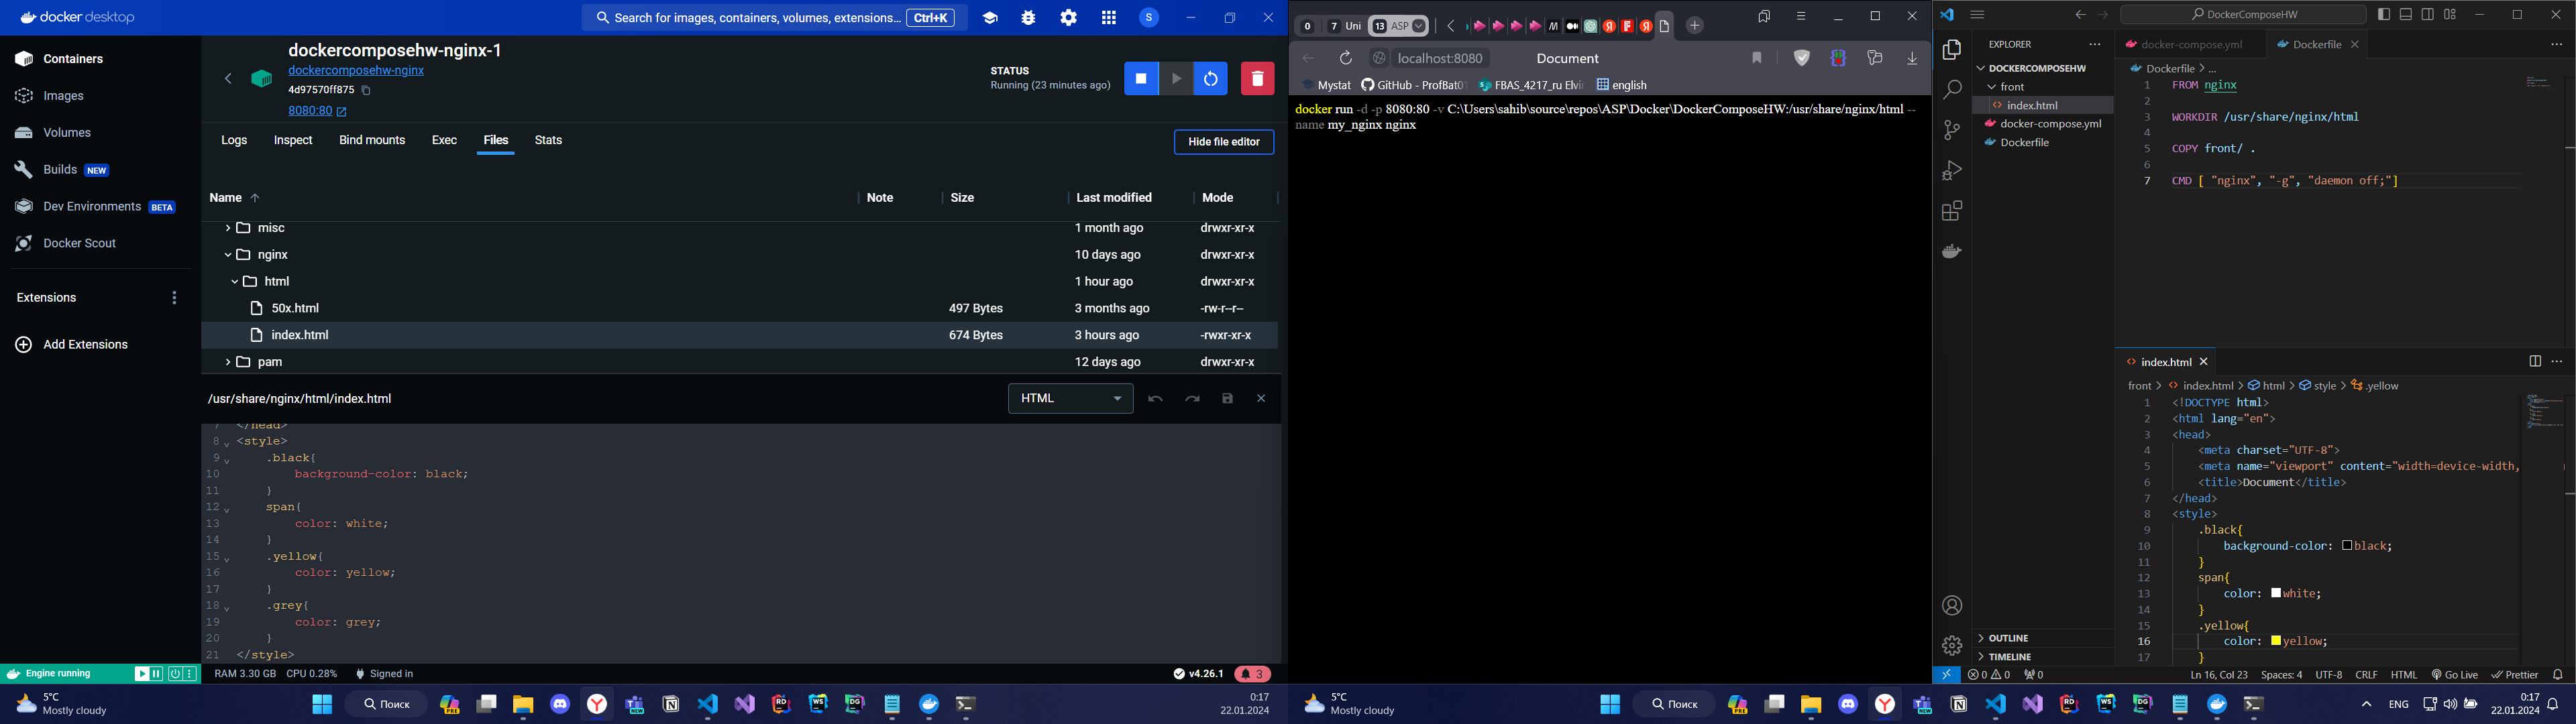 docker desktop
Search for images, containers, volumes, extensions... Ctrl+K
S
Containers
Images
Volumes
Builds NEW
Dev Environments BETA
Docker Scout
Extensions
Add Extensions
dockercomposehw-nginx-1
dockercomposehw-nginx
4d97570ff875
8080:80
STATUS
Running (23 minutes ago)
Logs Inspect Bind mounts Exec Files Stats
Hide file editor
Name Note Size Last modified Mode
misc 1 month ago drwxr-xr-x
nginx 10 days ago drwxr-xr-x
html 1 hour ago drwxr-xr-x
50x.html 497 Bytes 3 months ago -rw-r--r--
index.html 674 Bytes 3 hours ago -rwxr-xr-x
pam 12 days ago drwxr-xr-x
/usr/share/nginx/html/index.html
HTML
7 </head>
8 <style>
9 .black{
10 background-color: black;
11 }
12 span{
13 color: white;
14 }
15 .yellow{
16 color: yellow;
17 }
18 .grey{
19 color: grey;
20 }
21 </style>
Engine running
RAM 3.30 GB CPU 0.28% Signed in
v4.26.1 3
5°C
Mostly cloudy
Поиск
0:17
22.01.2024
0 7 Uni 13 ASP
localhost:8080 Document
Mystat GitHub - ProfBat0 FBAS_4217_ru Elvi english
docker run -d -p 8080:80 -v C:\Users\sahib\source\repos\ASP\Docker\DockerComposeHW:/usr/share/nginx/html --
name my_nginx nginx
5°C
Mostly cloudy
Поиск
DockerComposeHW
EXPLORER
DOCKERCOMPOSEHW
front
index.html
docker-compose.yml
Dockerfile
OUTLINE
TIMELINE
docker-compose.yml Dockerfile
Dockerfile > ...
1 FROM nginx
2
3 WORKDIR /usr/share/nginx/html
4
5 COPY front/ .
6
7 CMD [ "nginx", "-g", "daemon off;"]
index.html
front > index.html > html > style > .yellow
1 <!DOCTYPE html>
2 <html lang="en">
3 <head>
4 <meta charset="UTF-8">
5 <meta name="viewport" content="width=device-width,
6 <title>Document</title>
7 </head>
8 <style>
9 .black{
10 background-color: black;
11 }
12 span{
13 color: white;
14 }
15 .yellow{
16 color: yellow;
17 }
0 0 0
Ln 16, Col 23 Spaces: 4 UTF-8 CRLF HTML Go Live Prettier
ENG
0:17
22.01.2024